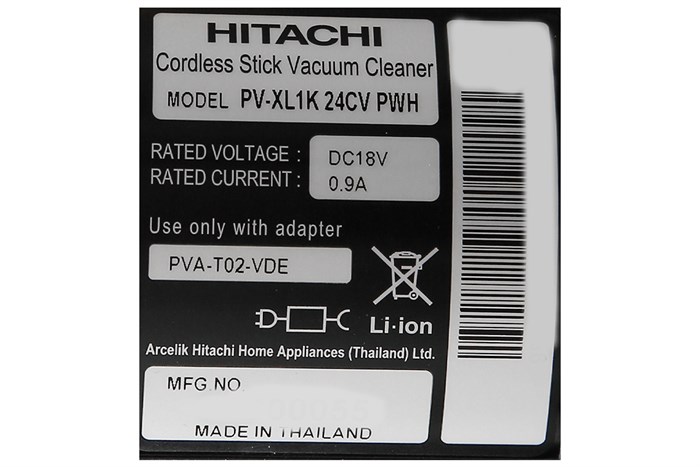 HITACHI
Cordless Stick Vacuum Cleaner
MODEL PV-XL1K 24CV PWH
RATED VOLTAGE : DC18V
RATED CURRENT : 0.9A
Use only with adapter
PVA-T02-VDE
Li-ion
Arcelik Hitachi Home Appliances (Thailand) Ltd.
MFG.NO
MADE IN THAILAND